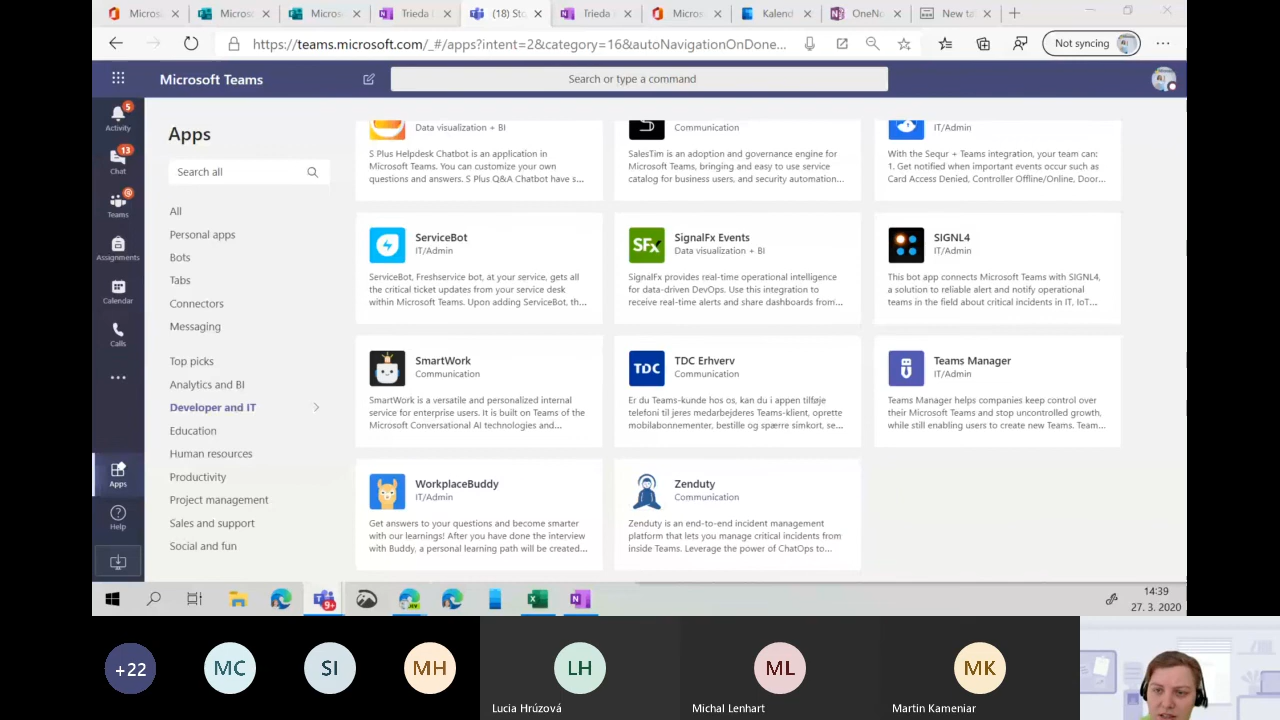 Microsof
Microso
Microso
Trieda (
(18) Sto
Trieda (
Microso
Kalend
OneNo
New ta
https://teams.microsoft.com/_#/apps?intent=2&category=16&autoNavigationOnDone...
Not syncing
Microsoft Teams
Search or type a command
5
Activity
13
Chat
@
Teams
Assignments
Calendar
Calls
Apps
Help
Apps
Search all
All
Personal apps
Bots
Tabs
Connectors
Messaging
Top picks
Analytics and BI
Developer and IT
Education
Human resources
Productivity
Project management
Sales and support
Social and fun
Data visualization + BI
S Plus Helpdesk Chatbot is an application in
Microsoft Teams. You can customize your own
questions and answers. S Plus Q&A Chatbot have s...
Communication
SalesTim is an adoption and governance engine for
Microsoft Teams, bringing and easy to use service
catalog for business users, and security automation...
IT/Admin
With the Sequr + Teams integration, your team can:
1. Get notified when important events occur such as
Card Access Denied, Controller Offline/Online, Door...
ServiceBot
IT/Admin
ServiceBot, Freshservice bot, at your service, gets all
the critical ticket updates from your service desk
within Microsoft Teams. Upon adding ServiceBot, th...
SFx
SignalFx Events
Data visualization + BI
SignalFx provides real-time operational intelligence
for data-driven DevOps. Use this integration to
receive real-time alerts and share dashboards from...
SIGNL4
IT/Admin
This bot app connects Microsoft Teams with SIGNL4,
a solution to reliable alert and notify operational
teams in the field about critical incidents in IT, IoT...
SmartWork
Communication
SmartWork is a versatile and personalized internal
service for enterprise users. It is built on Teams of the
Microsoft Conversational AI technologies and...
TDC
TDC Erhverv
Communication
Er du Teams-kunde hos os, kan du i appen tilføje
telefoni til jeres medarbejderes Teams-klient, oprette
mobilabonnementer, bestille og spærre simkort, se...
Teams Manager
IT/Admin
Teams Manager helps companies keep control over
their Microsoft Teams and stop uncontrolled growth,
while still enabling users to create new Teams. Team...
WorkplaceBuddy
IT/Admin
Get answers to your questions and become smarter
with our learnings! After you have done the interview
with Buddy, a personal learning path will be created...
Zenduty
Communication
Zenduty is an end-to-end incident management
platform that lets you manage critical incidents from
inside Teams. Leverage the power of ChatOps to...
9+
14:39
27. 3. 2020
+22
MC
SI
MH
LH
Lucia Hrúzová
ML
Michal Lenhart
MK
Martin Kameniar